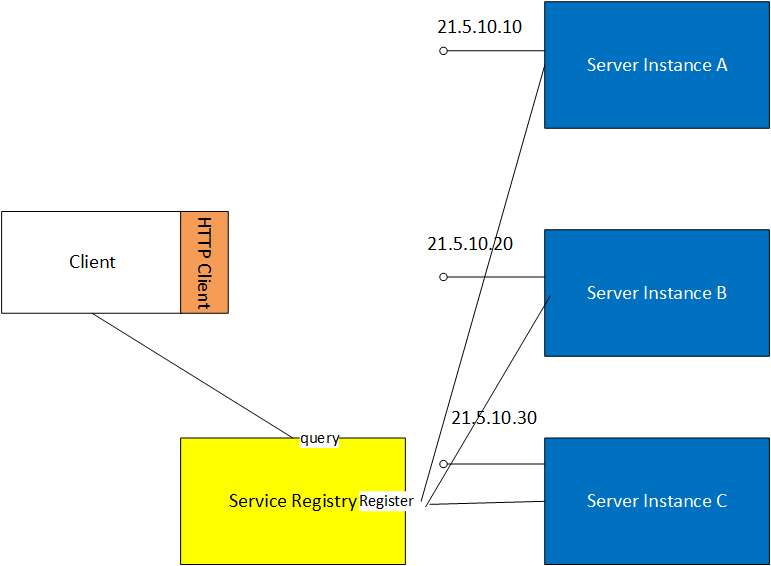 21.5.10.10
Server Instance A
HTTP Client
Client
21.5.10.20
Server Instance B
21.5.10.30
query
Service Registry
Register
Server Instance C